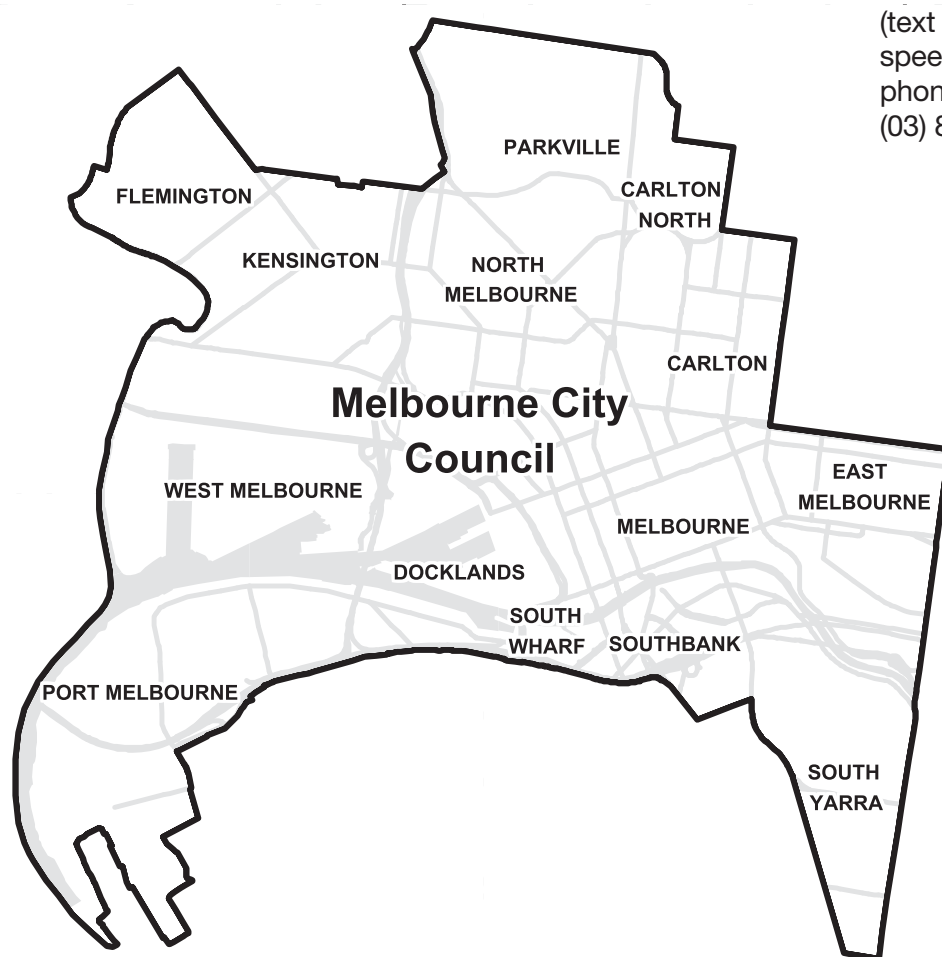 (text
spee
phon
(03) 8
PARKVILLE
CARLTON
NORTH
FLEMINGTON
KENSINGTON
NORTH
MELBOURNE
CARLTON
Melbourne City
Council
EAST
MELBOURNE
WEST MELBOURNE
MELBOURNE
DOCKLANDS
SOUTH
WHARF
SOUTHBANK
PORT MELBOURNE
SOUTH
YARRA